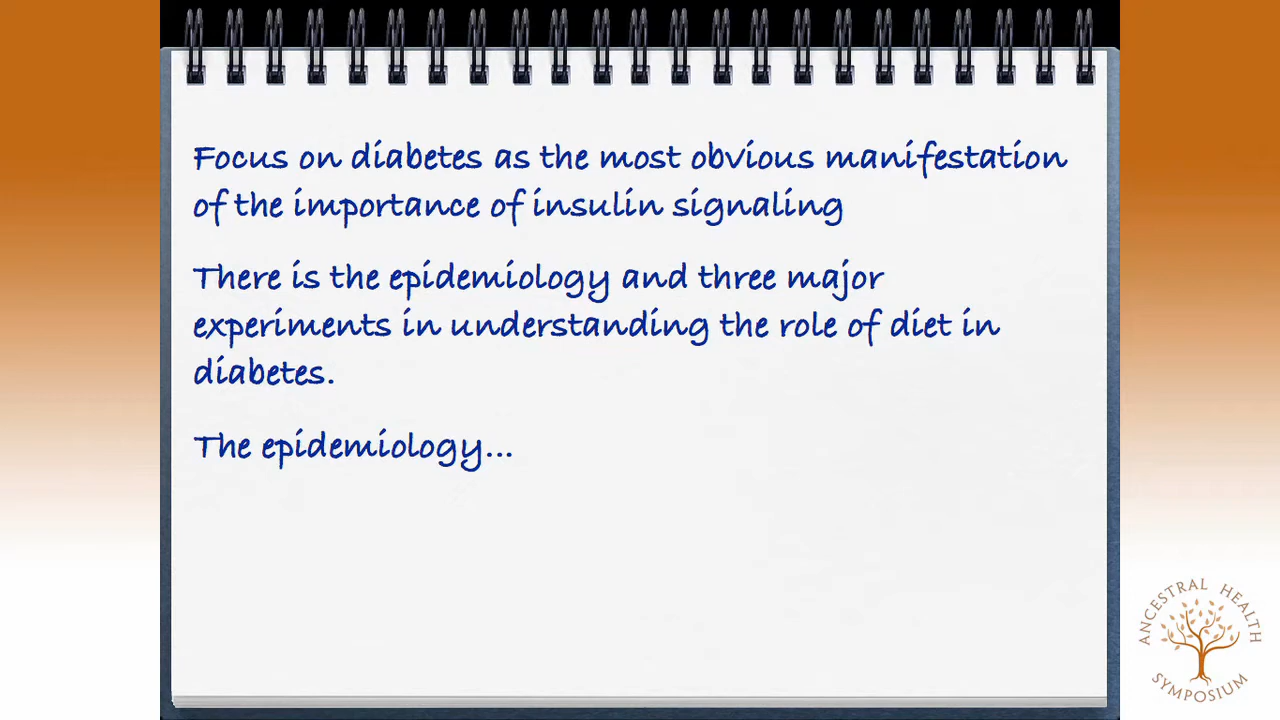 Focus on diabetes as the most obvious manifestation
of the importance of insulin signaling
There is the epidemiology and three major
experiments in understanding the role of diet in
diabetes.
The epidemiology...
ANCESTRAL HEALTH
SYMPOSIUM